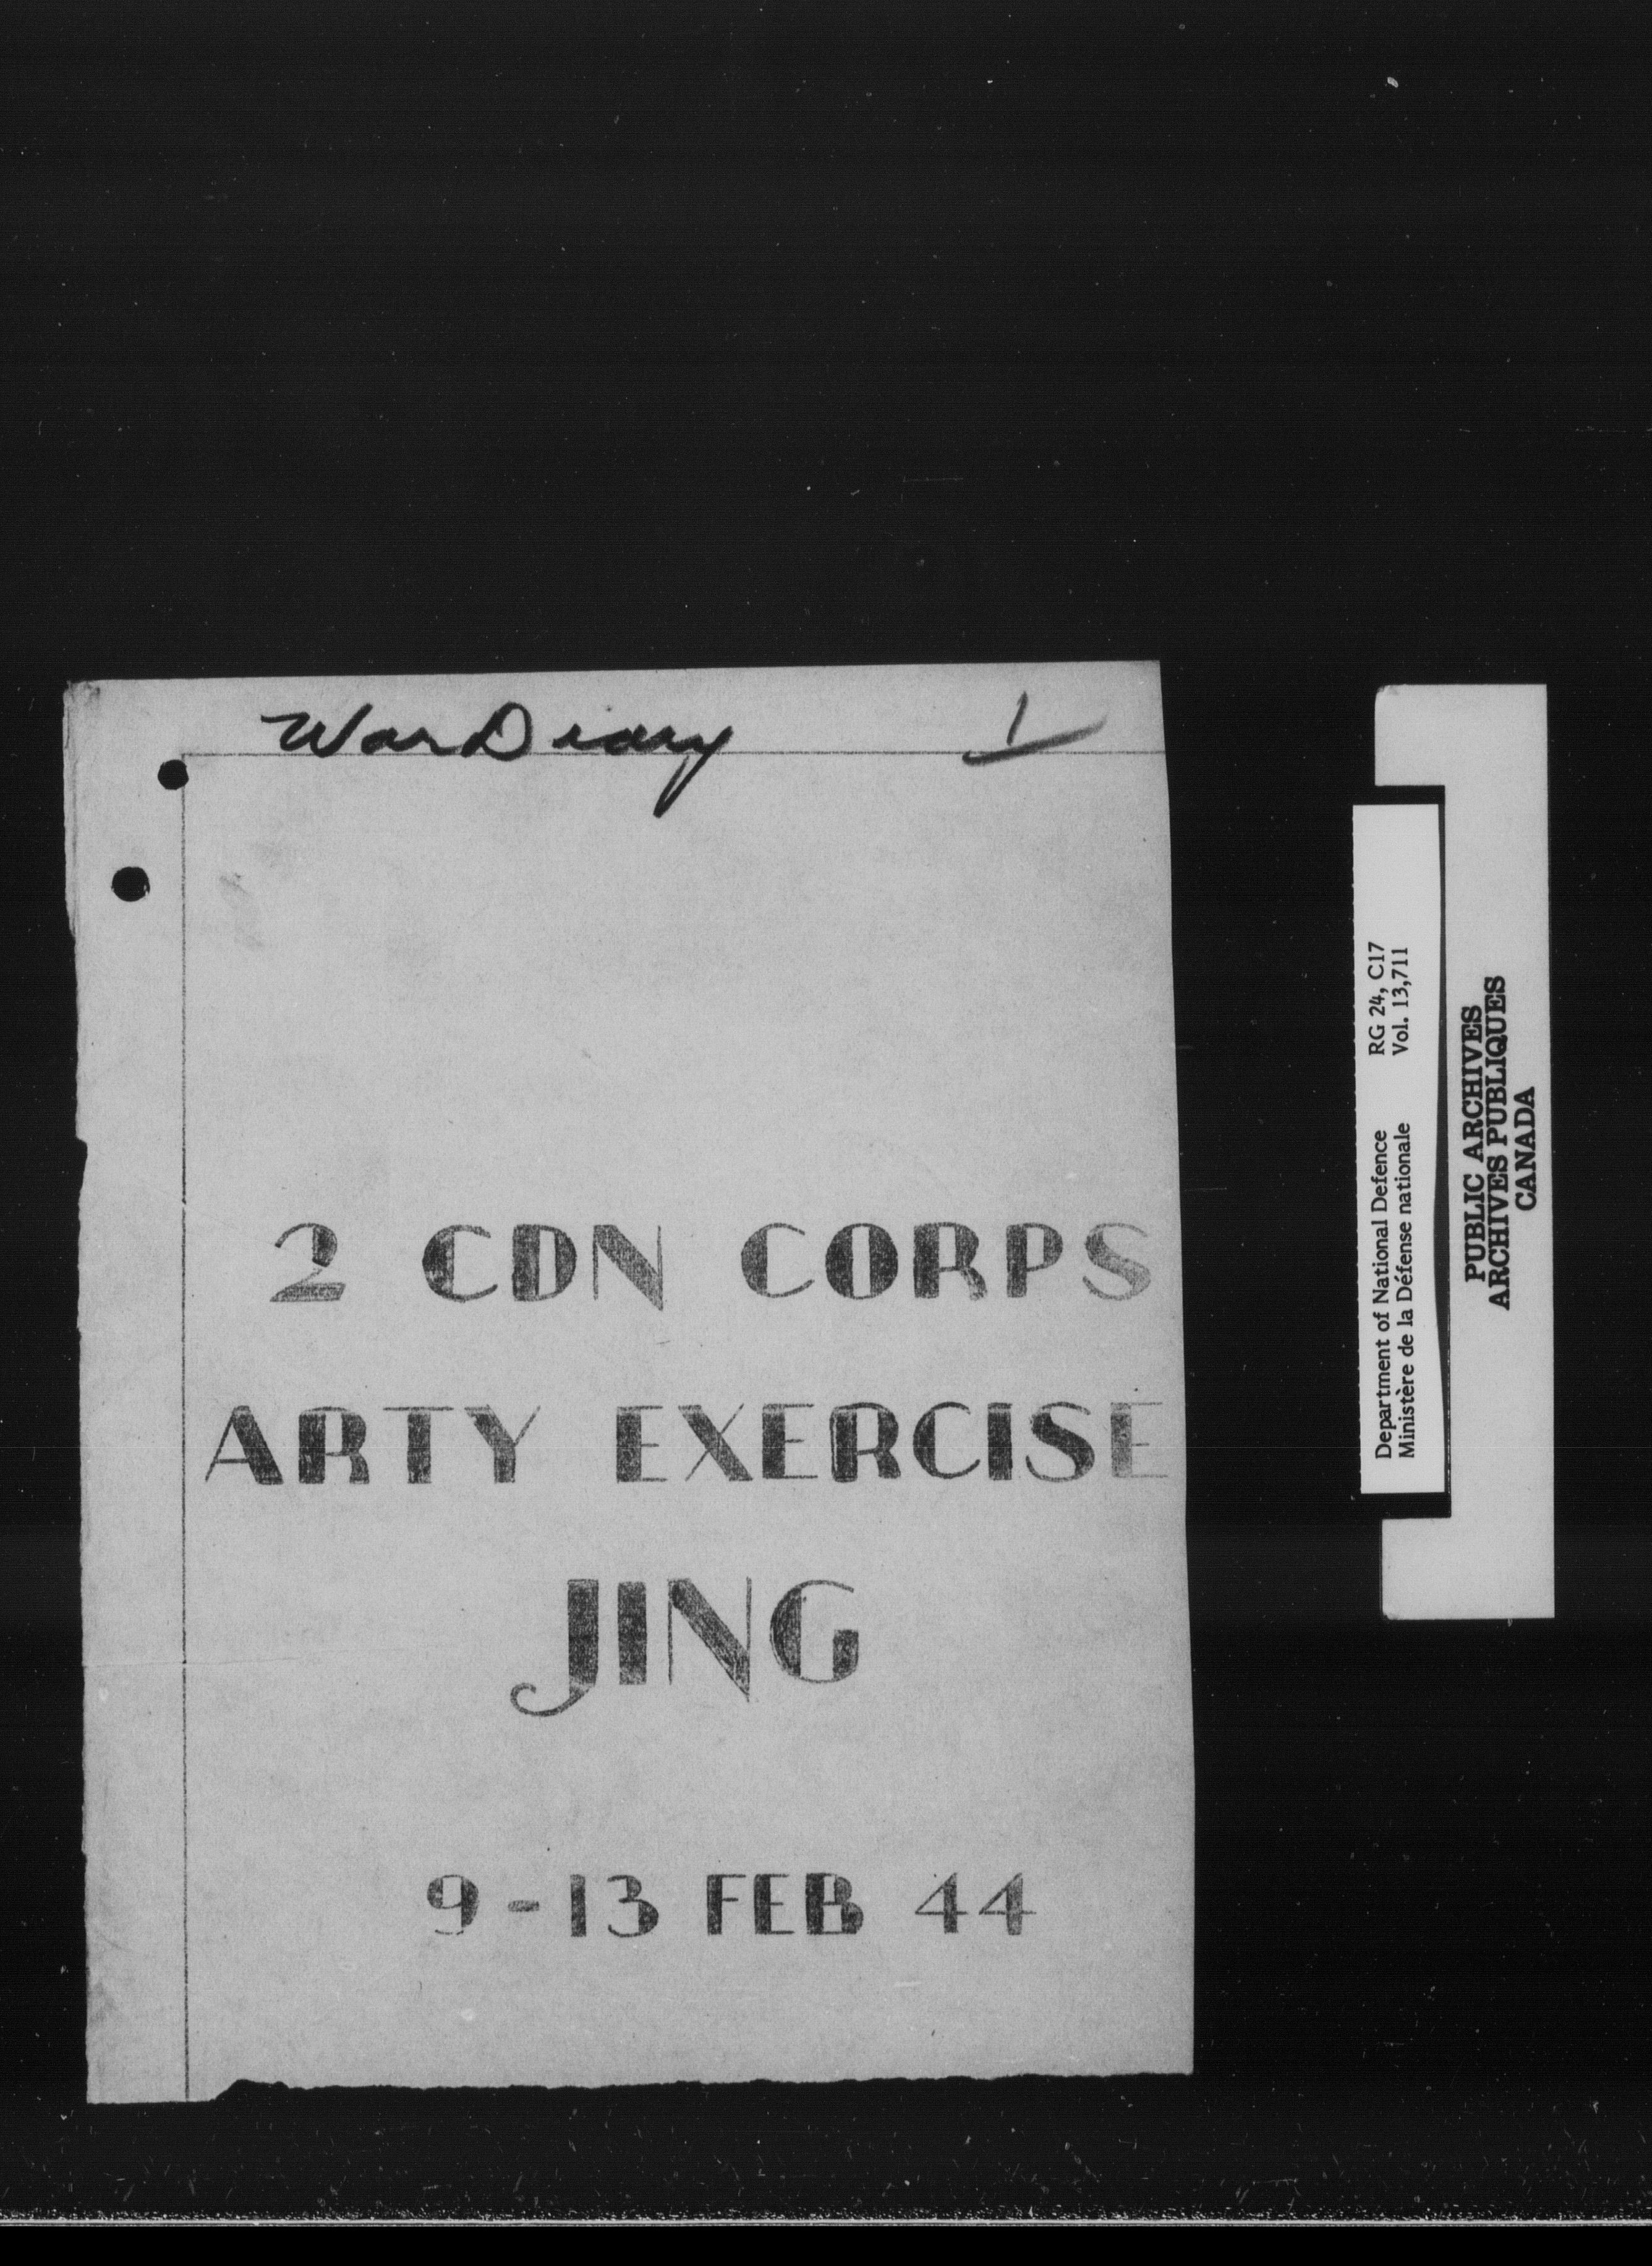 War Diary 1
2 CDN CORPS
ARTY EXERCISE
JING
9-13 FEB 44
Department of National Defence RG 24, C17
Ministère de la Défense nationale Vol. 13,711
PUBLIC ARCHIVES
ARCHIVES PUBLIQUES
CANADA